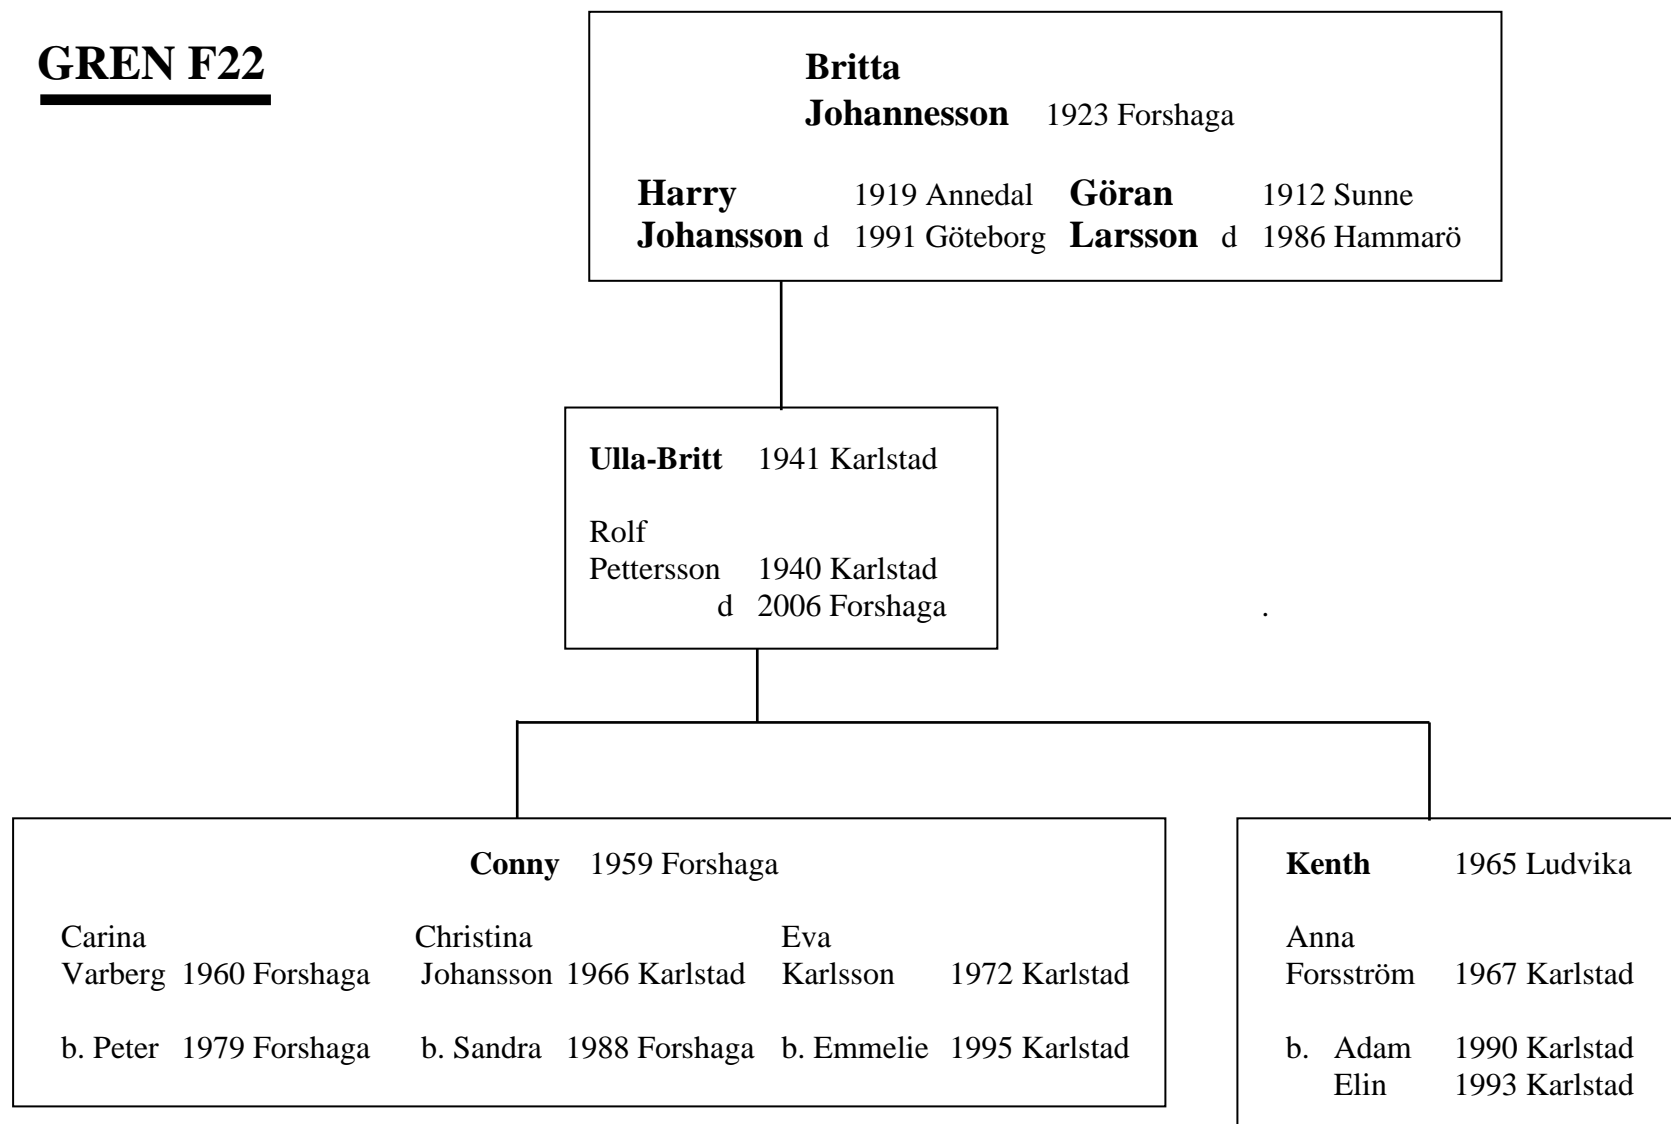 GREN F22
Britta
Johannesson 1923 Forshaga
Harry 1919 Annedal Göran 1912 Sunne
Johansson d 1991 Göteborg Larsson d 1986 Hammarö
Ulla-Britt 1941 Karlstad
Rolf
Pettersson 1940 Karlstad
d 2006 Forshaga
.
Conny 1959 Forshaga
Carina Christina Eva
Varberg 1960 Forshaga Johansson 1966 Karlstad Karlsson 1972 Karlstad
b. Peter 1979 Forshaga b. Sandra 1988 Forshaga b. Emmelie 1995 Karlstad
Kenth 1965 Ludvika
Anna
Forsström 1967 Karlstad
b. Adam 1990 Karlstad
Elin 1993 Karlstad